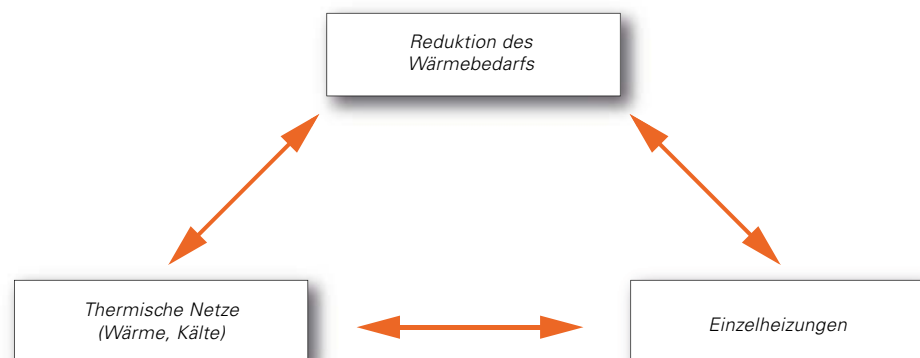 Reduktion des
Wärmebedarfs
Thermische Netze
(Wärme, Kälte)
Einzelheizungen